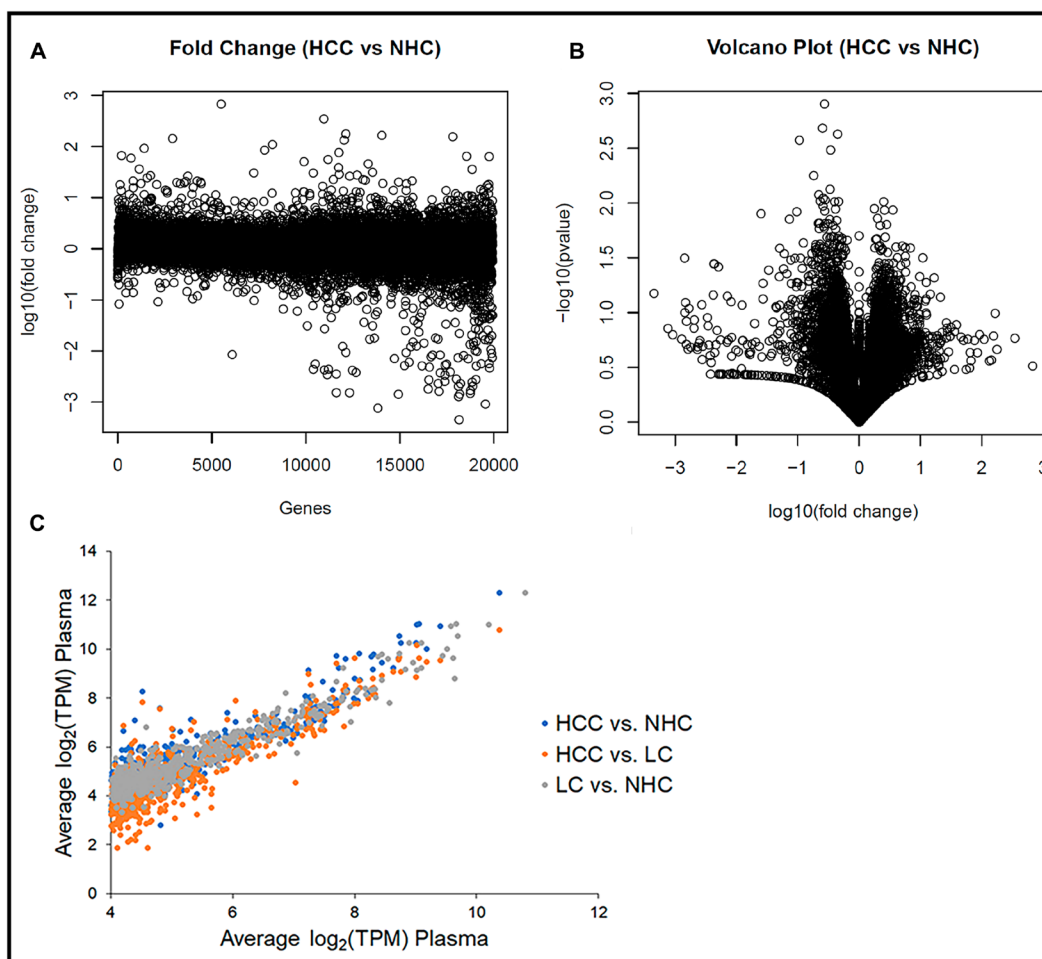 A
Fold Change (HCC vs NHC)
log10(fold change)
3
2
1
0
−1
−2
−3
0 5000 10000 15000 20000
Genes
B
Volcano Plot (HCC vs NHC)
−log10(pvalue)
3.0
2.5
2.0
1.5
1.0
0.5
0.0
−3 −2 −1 0 1 2 3
log10(fold change)
C
Average log₂(TPM) Plasma
14
12
10
8
6
4
2
0
4 6 8 10 12
Average log₂(TPM) Plasma
HCC vs. NHC
HCC vs. LC
LC vs. NHC